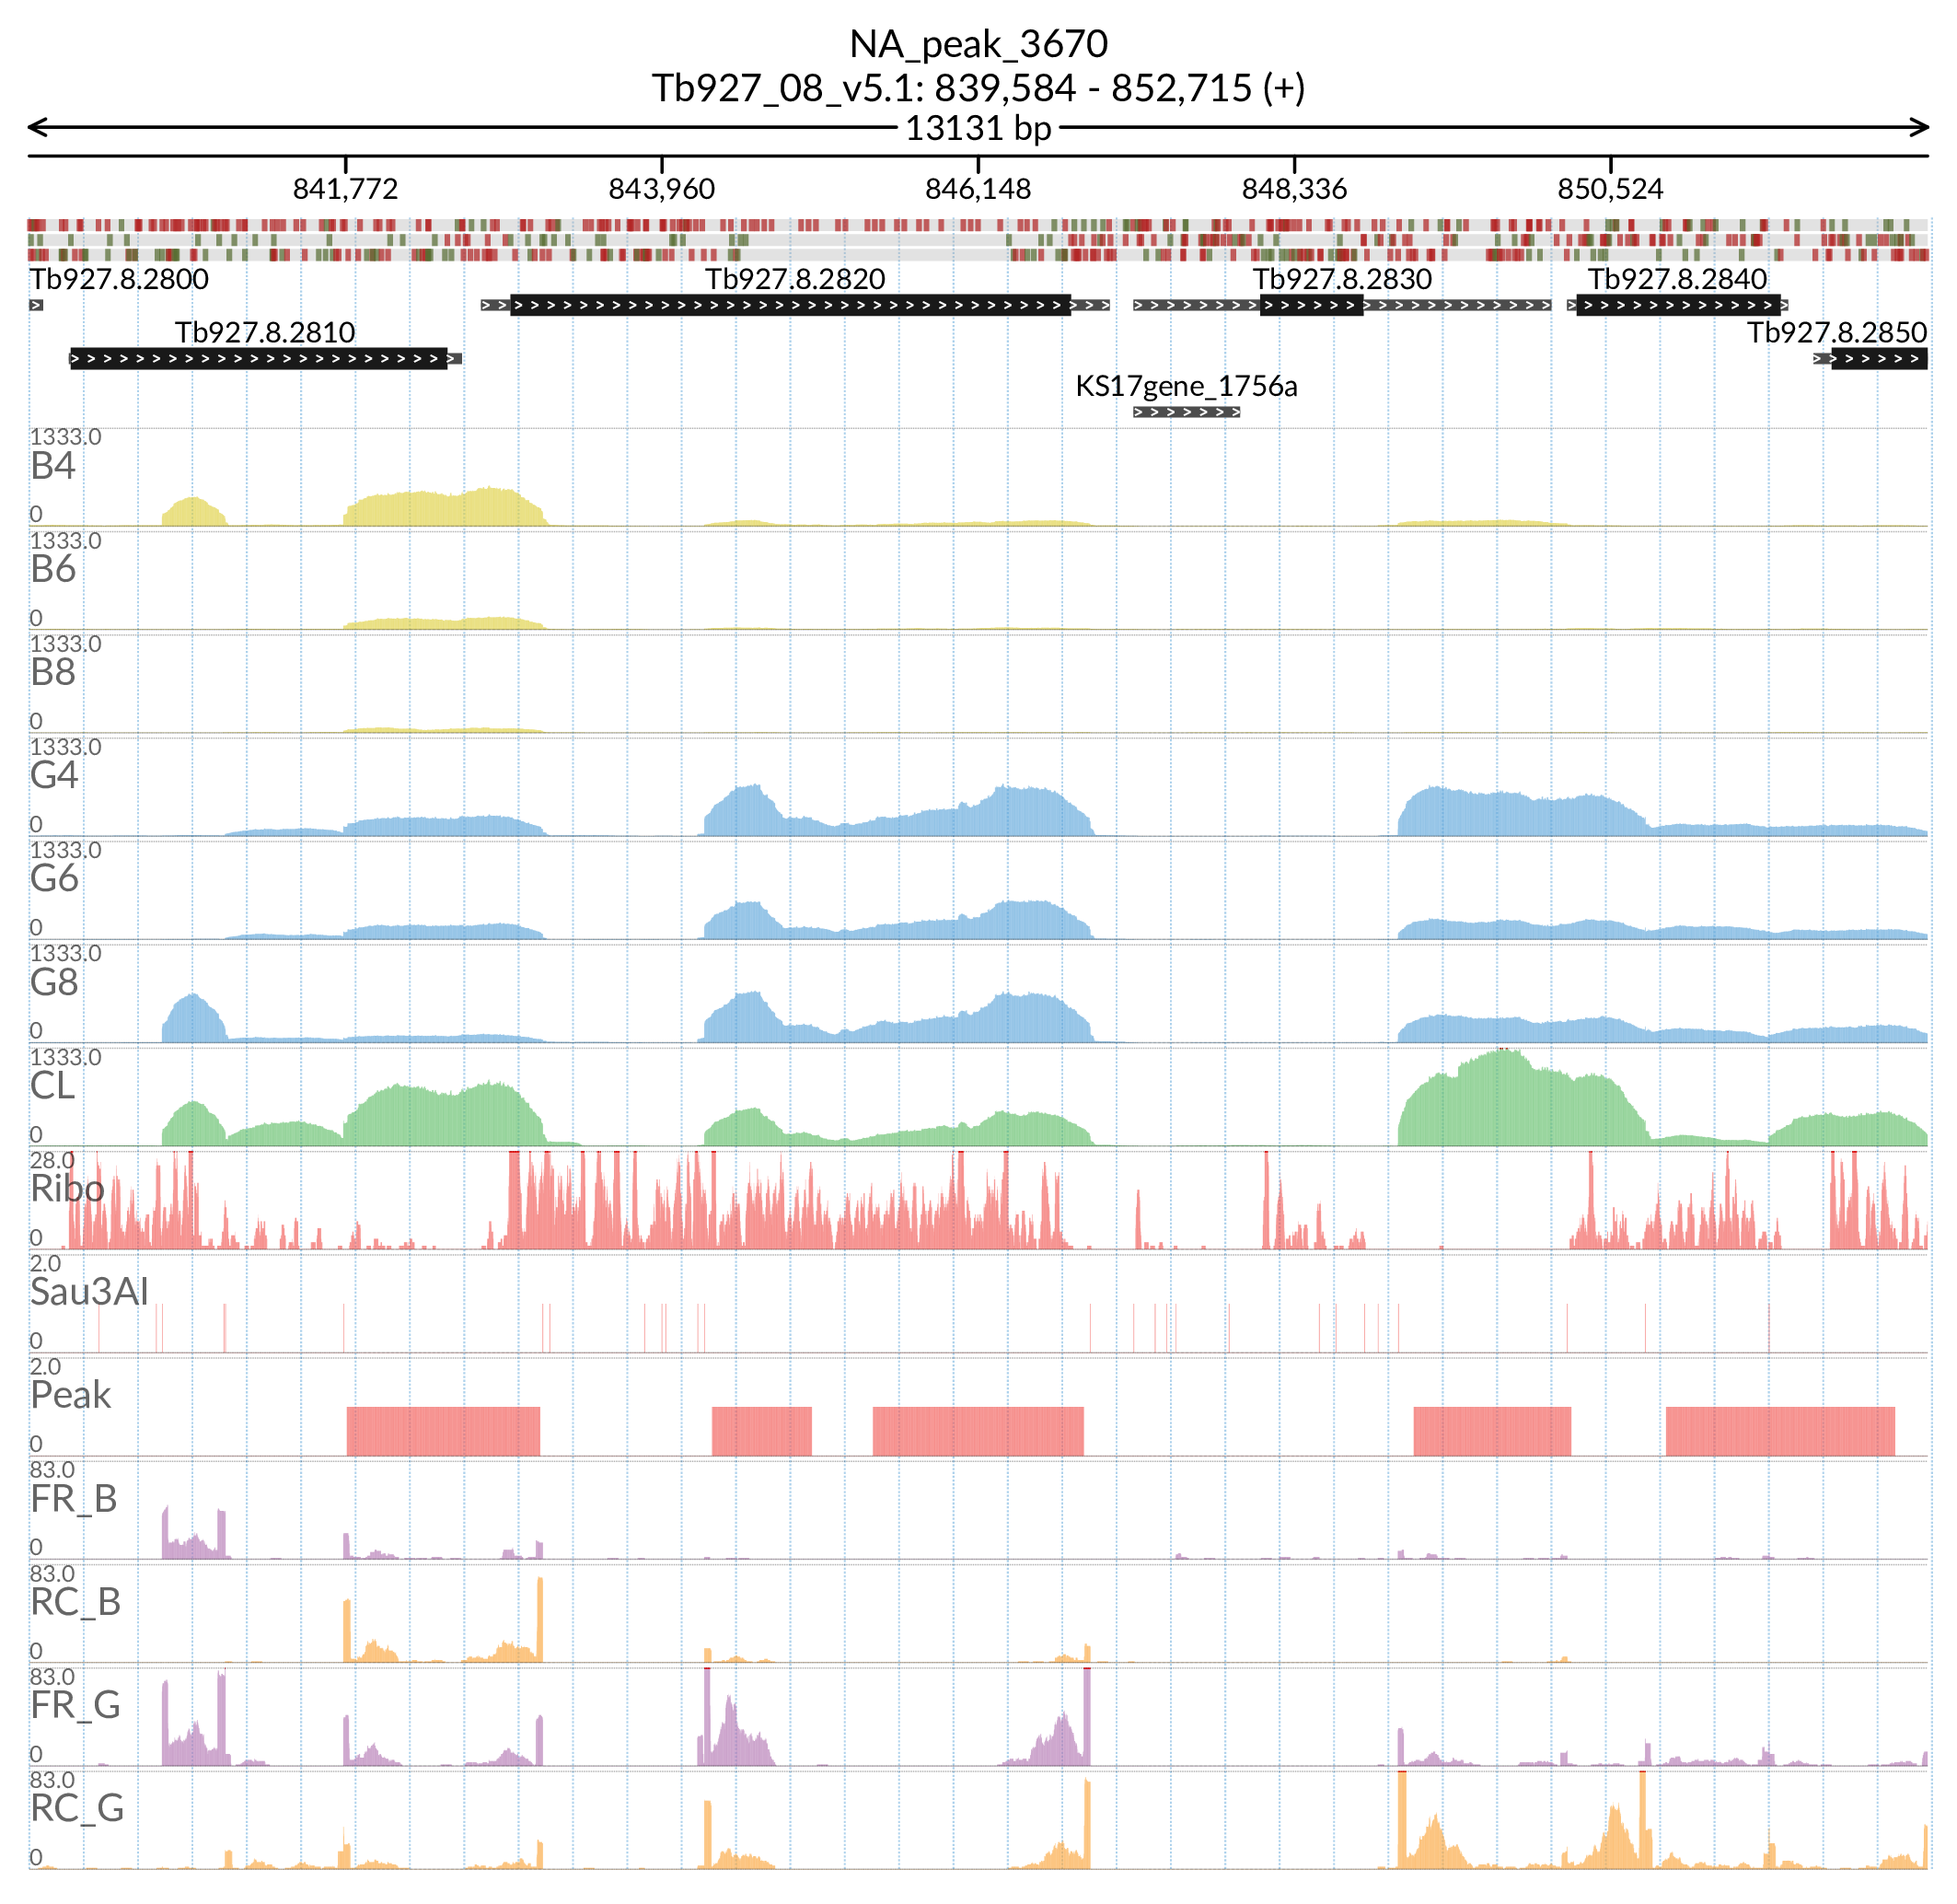 NA_peak_3670
Tb927_08_v5.1: 839,584 - 852,715 (+)
13131 bp
841,772 843,960 846,148 848,336 850,524
Tb927.8.2800 Tb927.8.2820 Tb927.8.2830 Tb927.8.2840
Tb927.8.2810 Tb927.8.2850
KS17gene_1756a
1333.0
B4
0
1333.0
B6
0
1333.0
B8
0
1333.0
G4
0
1333.0
G6
0
1333.0
G8
0
1333.0
CL
0
28.0
Ribo
0
2.0
Sau3AI
0
2.0
Peak
0
83.0
FR_B
0
83.0
RC_B
0
83.0
FR_G
0
83.0
RC_G
0